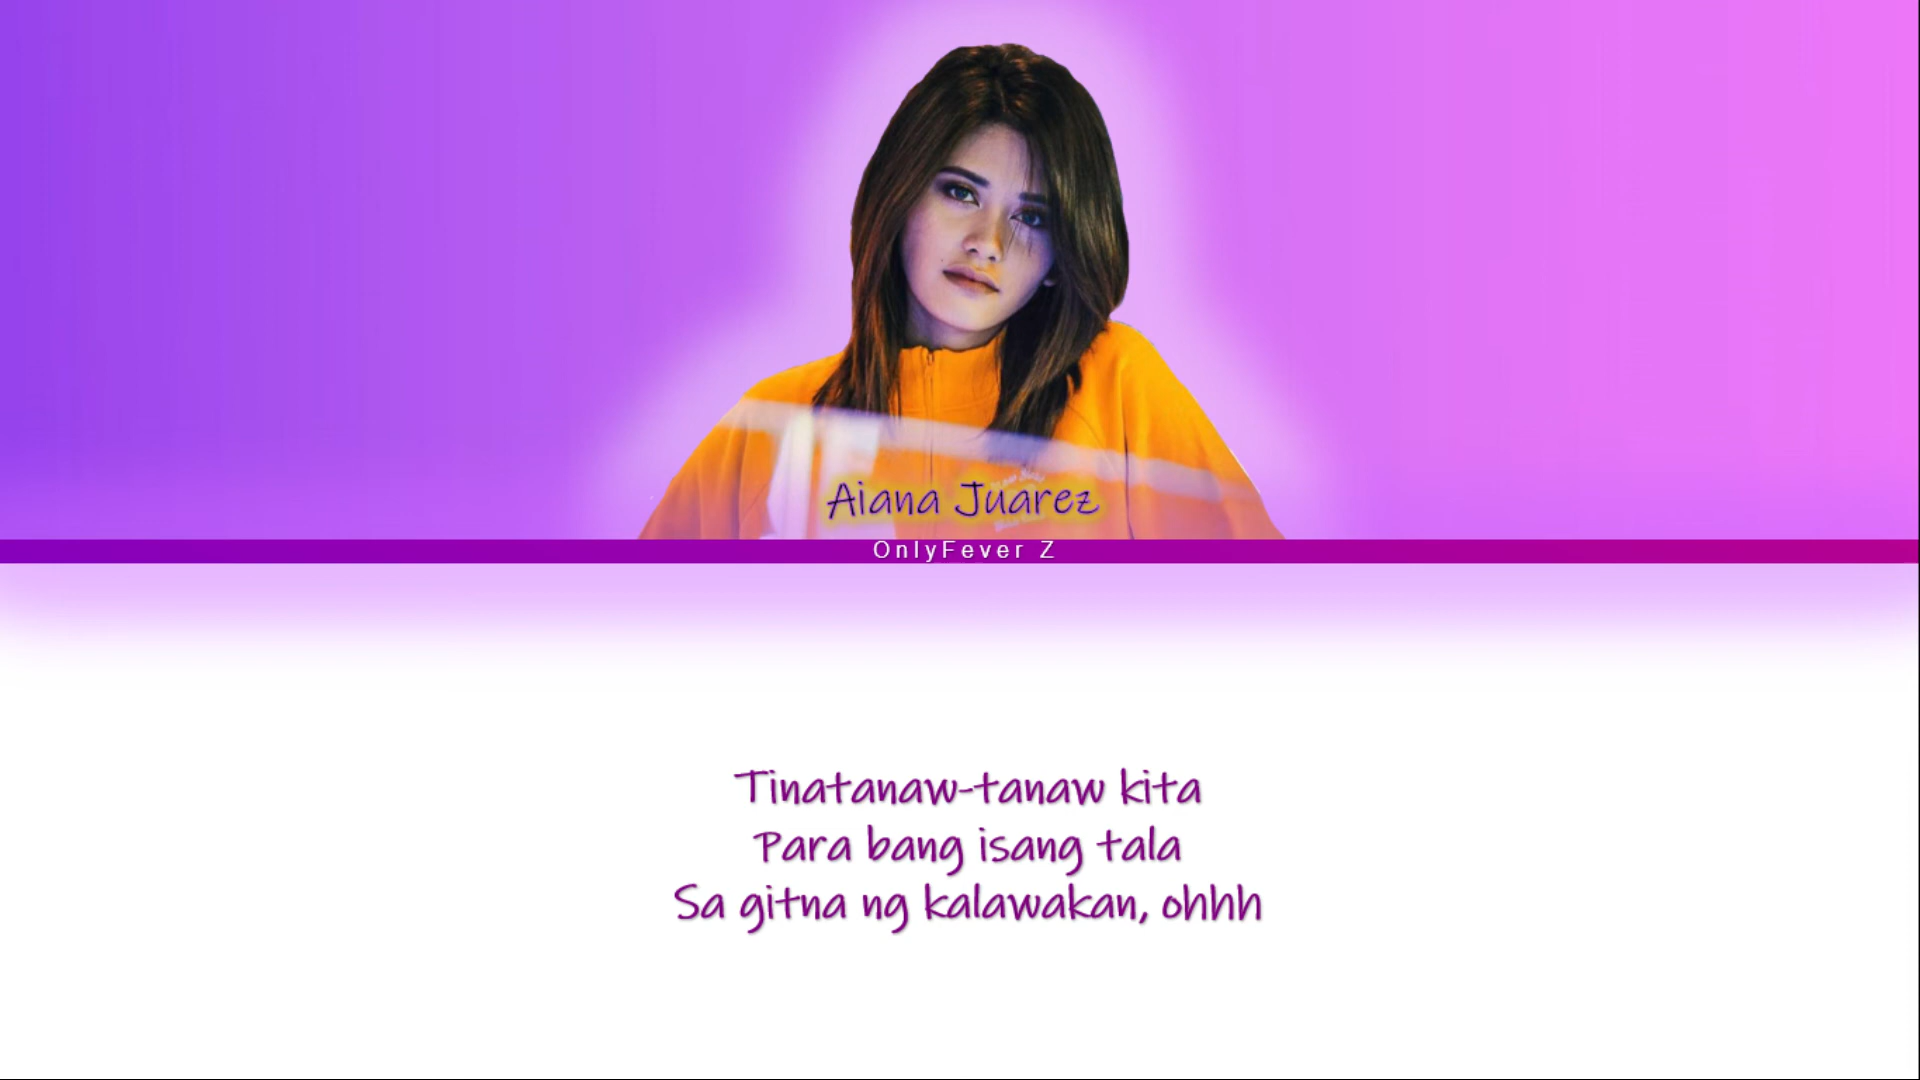 Aiana Juarez
OnlyFever Z
Tinatanaw-tanaw kita
Para bang isang tala
Sa gitna ng kalawakan, ohhh